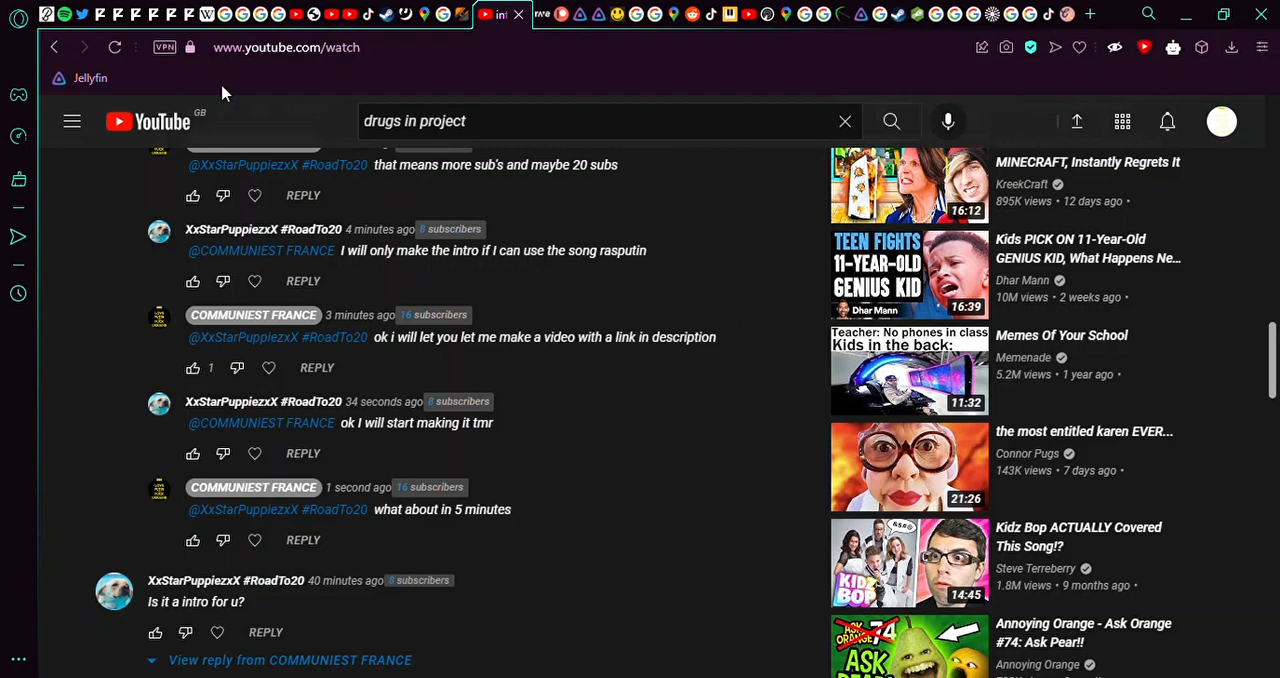 int
www.youtube.com/watch
VPN
Jellyfin
YouTube GB
drugs in project
@XxStarPuppiezxX #RoadTo20 that means more sub's and maybe 20 subs
REPLY
XxStarPuppiezxX #RoadTo20 4 minutes ago 8 subscribers
@COMMUNIEST FRANCE I will only make the intro if I can use the song rasputin
REPLY
COMMUNIEST FRANCE 3 minutes ago 16 subscribers
@XxStarPuppiezxX #RoadTo20 ok i will let you let me make a video with a link in description
1 REPLY
XxStarPuppiezxX #RoadTo20 34 seconds ago 8 subscribers
@COMMUNIEST FRANCE ok I will start making it tmr
REPLY
COMMUNIEST FRANCE 1 second ago 16 subscribers
@XxStarPuppiezxX #RoadTo20 what about in 5 minutes
REPLY
XxStarPuppiezxX #RoadTo20 40 minutes ago 8 subscribers
Is it a intro for u?
REPLY
View reply from COMMUNIEST FRANCE
16:12
MINECRAFT, Instantly Regrets It
KreekCraft
895K views • 12 days ago •
TEEN FIGHTS
11-YEAR-OLD
GENIUS KID
Dhar Mann
16:39
Kids PICK ON 11-Year-Old
GENIUS KID, What Happens Ne...
Dhar Mann
10M views • 2 weeks ago •
Teacher: No phones in class
Kids in the back:
11:32
Memes Of Your School
Memenade
5.2M views • 1 year ago •
21:26
the most entitled karen EVER...
Connor Pugs
143K views • 7 days ago •
KIDZ
BOP
14:45
Kidz Bop ACTUALLY Covered
This Song!?
Steve Terreberry
1.8M views • 9 months ago •
ASK
ORANGE
74
ASK
Annoying Orange - Ask Orange
#74: Ask Pear!!
Annoying Orange